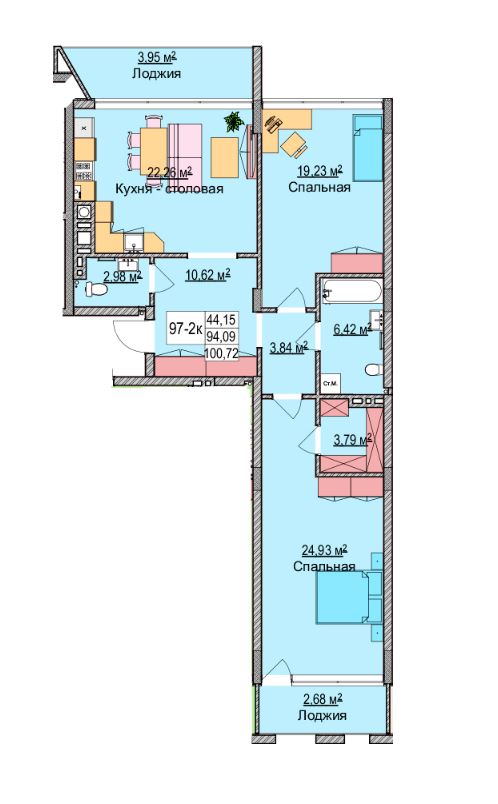 3.95 м²
Лоджия
22,26 м²
Кухня - столовая
19,23 м²
Спальная
2,98 м²
10,62 м²
97-2к
44,15
94,09
100,72
3,84 м²
6,42 м²
Ст.М.
3,79 м²
24,93 м²
Спальная
2,68 м²
Лоджия